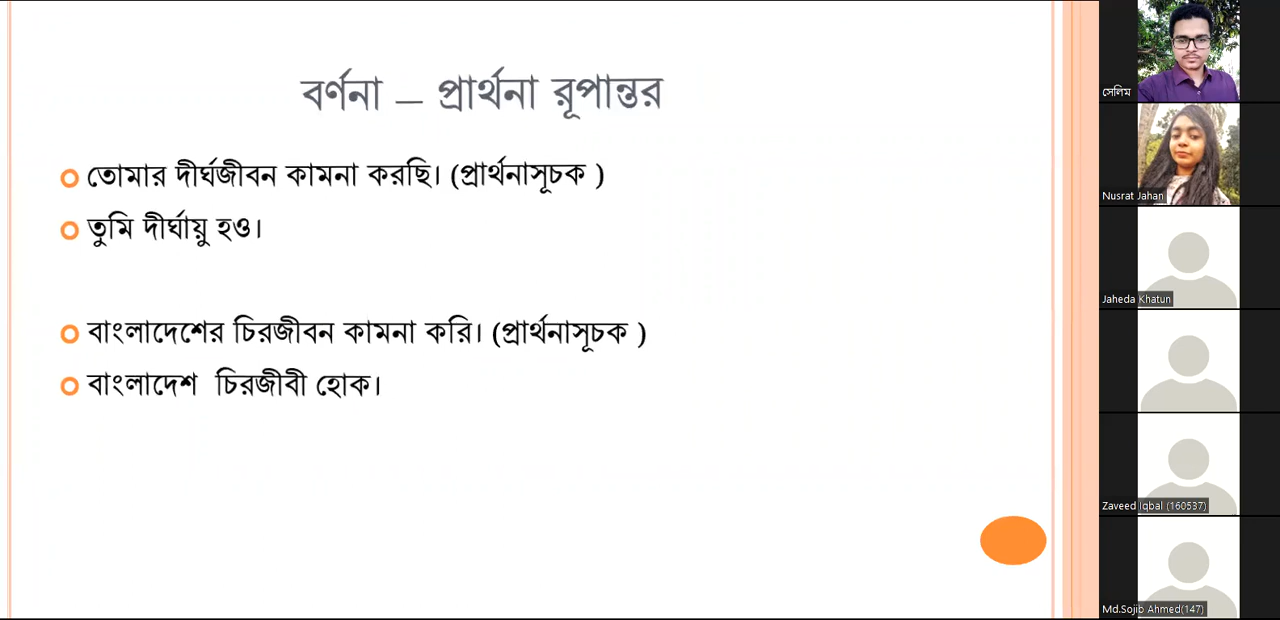 বর্ণনা – প্রার্থনা রূপান্তর
তোমার দীর্ঘজীবন কামনা করছি। (প্রার্থনাসূচক )
তুমি দীর্ঘায়ু হও।
বাংলাদেশের চিরজীবন কামনা করি। (প্রার্থনাসূচক )
বাংলাদেশ চিরজীবী হোক।
সেলিম
Nusrat Jahan
Jaheda Khatun
Zaveed Iqbal (160537)
Md.Sojib Ahmed(147)